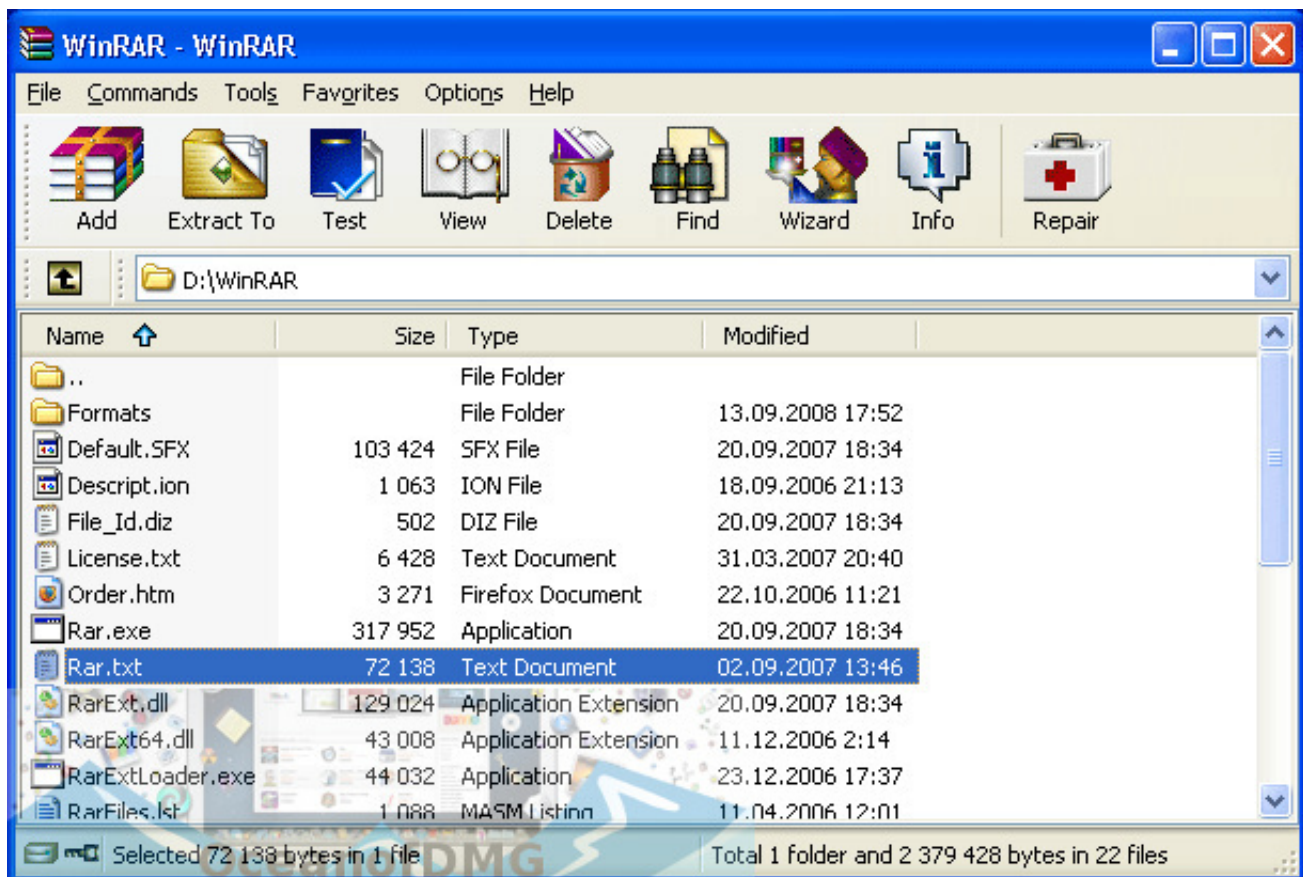 WinRAR - WinRAR
File Commands Tools Favorites Options Help
Add Extract To Test View Delete Find Wizard Info Repair
D:\WinRAR
Name Size Type Modified
.. File Folder
Formats File Folder 13.09.2008 17:52
Default.SFX 103 424 SFX File 20.09.2007 18:34
Descript.ion 1 063 ION File 18.09.2006 21:13
File_Id.diz 502 DIZ File 20.09.2007 18:34
License.txt 6 428 Text Document 31.03.2007 20:40
Order.htm 3 271 Firefox Document 22.10.2006 11:21
Rar.exe 317 952 Application 20.09.2007 18:34
Rar.txt 72 138 Text Document 02.09.2007 13:46
RarExt.dll 129 024 Application Extension 20.09.2007 18:34
RarExt64.dll 43 008 Application Extension 11.12.2006 2:14
RarExtLoader.exe 44 032 Application 23.12.2006 17:37
RarFiles.lst 1 088 MASM Listing 11.04.2006 12:01
Selected 72 138 bytes in 1 file Total 1 folder and 2 379 428 bytes in 22 files
OceanofDMG